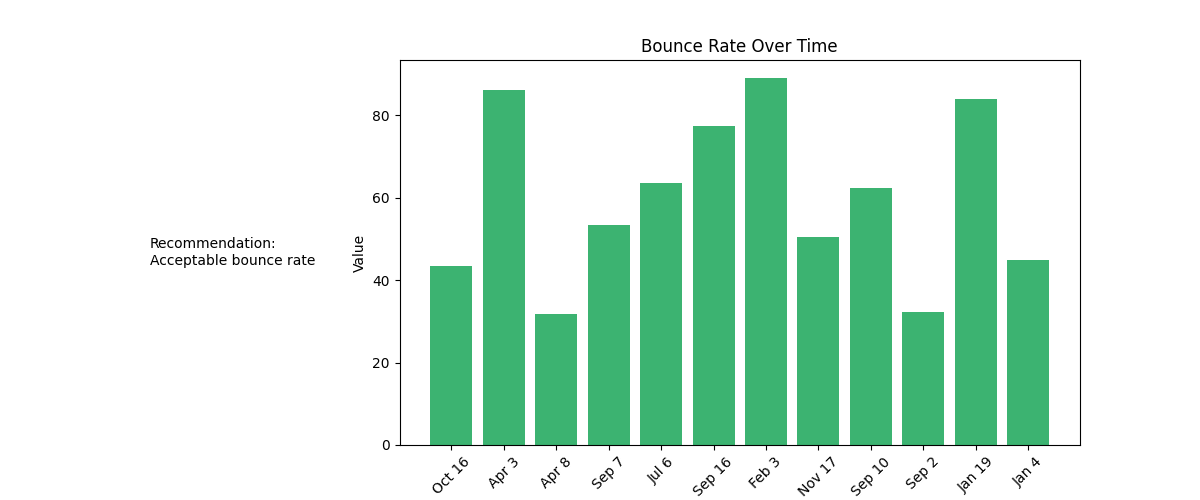 Bounce Rate Over Time
Recommendation:
Acceptable bounce rate
Value
80
60
40
20
0
Oct 16
Apr 3
Apr 8
Sep 7
Jul 6
Sep 16
Feb 3
Nov 17
Sep 10
Sep 2
Jan 19
Jan 4